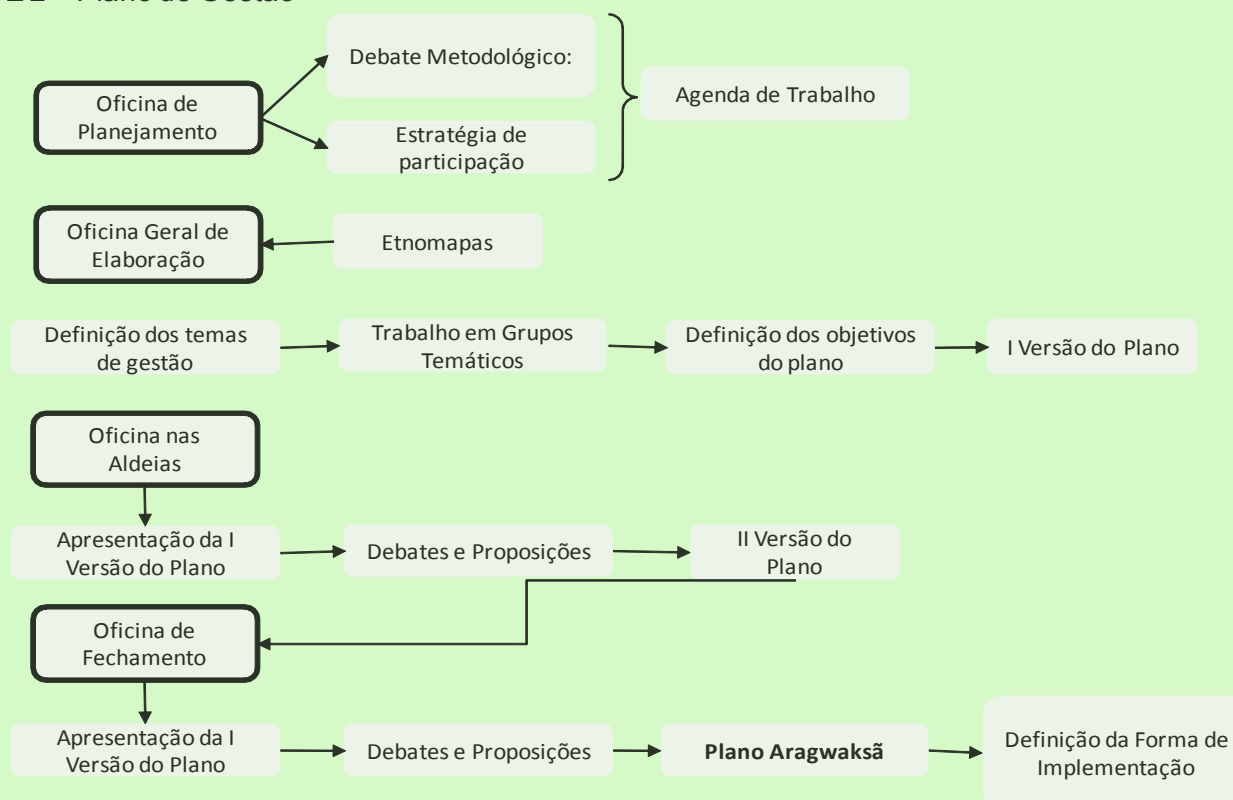 Plano de Gestão
Debate Metodológico:
Oficina de
Planejamento
Agenda de Trabalho
Estratégia de
participação
Oficina Geral de
Elaboração
Etnomapas
Definição dos temas
de gestão
Trabalho em Grupos
Temáticos
Definição dos objetivos
do plano
I Versão do Plano
Oficina nas
Aldeias
Apresentação da I
Versão do Plano
Debates e Proposições
II Versão do
Plano
Oficina de
Fechamento
Apresentação da I
Versão do Plano
Debates e Proposições
Plano Aragwaksã
Definição da Forma de
Implementação